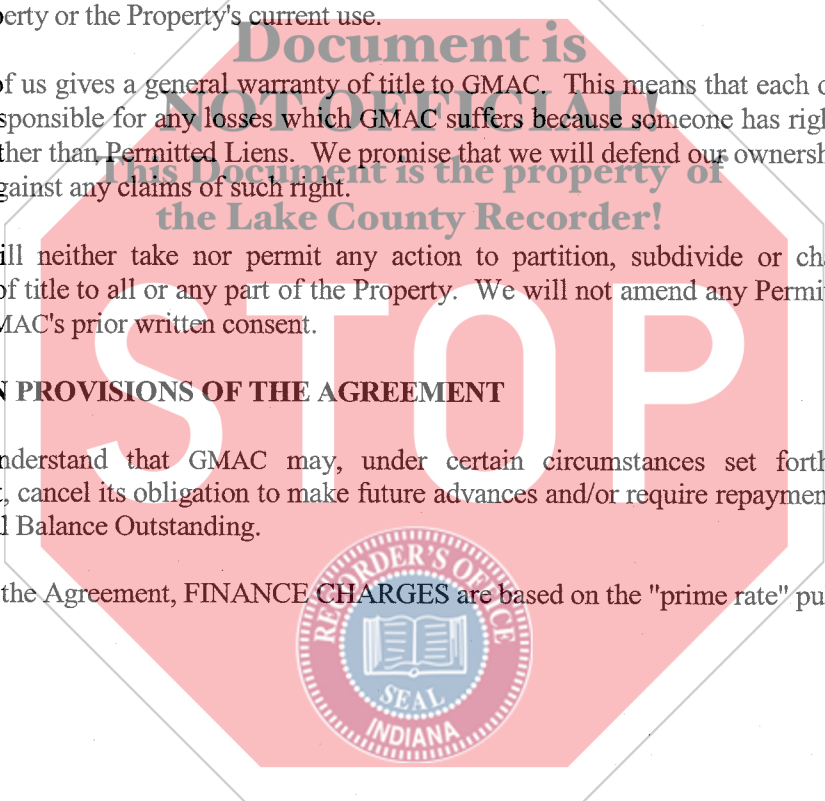 erty or the Property's current use.
Document is
of us gives a general warranty of title to GMAC. This means that each
NOT OFFICIAL!
sponsible for any losses which GMAC suffers because someone has
ther than Permitted Liens. We promise that we will defend our
This Document is the property of
gainst any claims of such right.
the Lake County Recorder!
ill neither take nor permit any action to partition, subdivide or
of title to all or any part of the Property. We will not amend any
MAC's prior written consent.
STOP
N PROVISIONS OF THE AGREEMENT
nderstand that GMAC may, under certain circumstances set forth
, cancel its obligation to make future advances and/or require
l Balance Outstanding.
the Agreement, FINANCE CHARGES are based on the "prime rate"
RECORDER'S OFFICE
SEAL
INDIANA